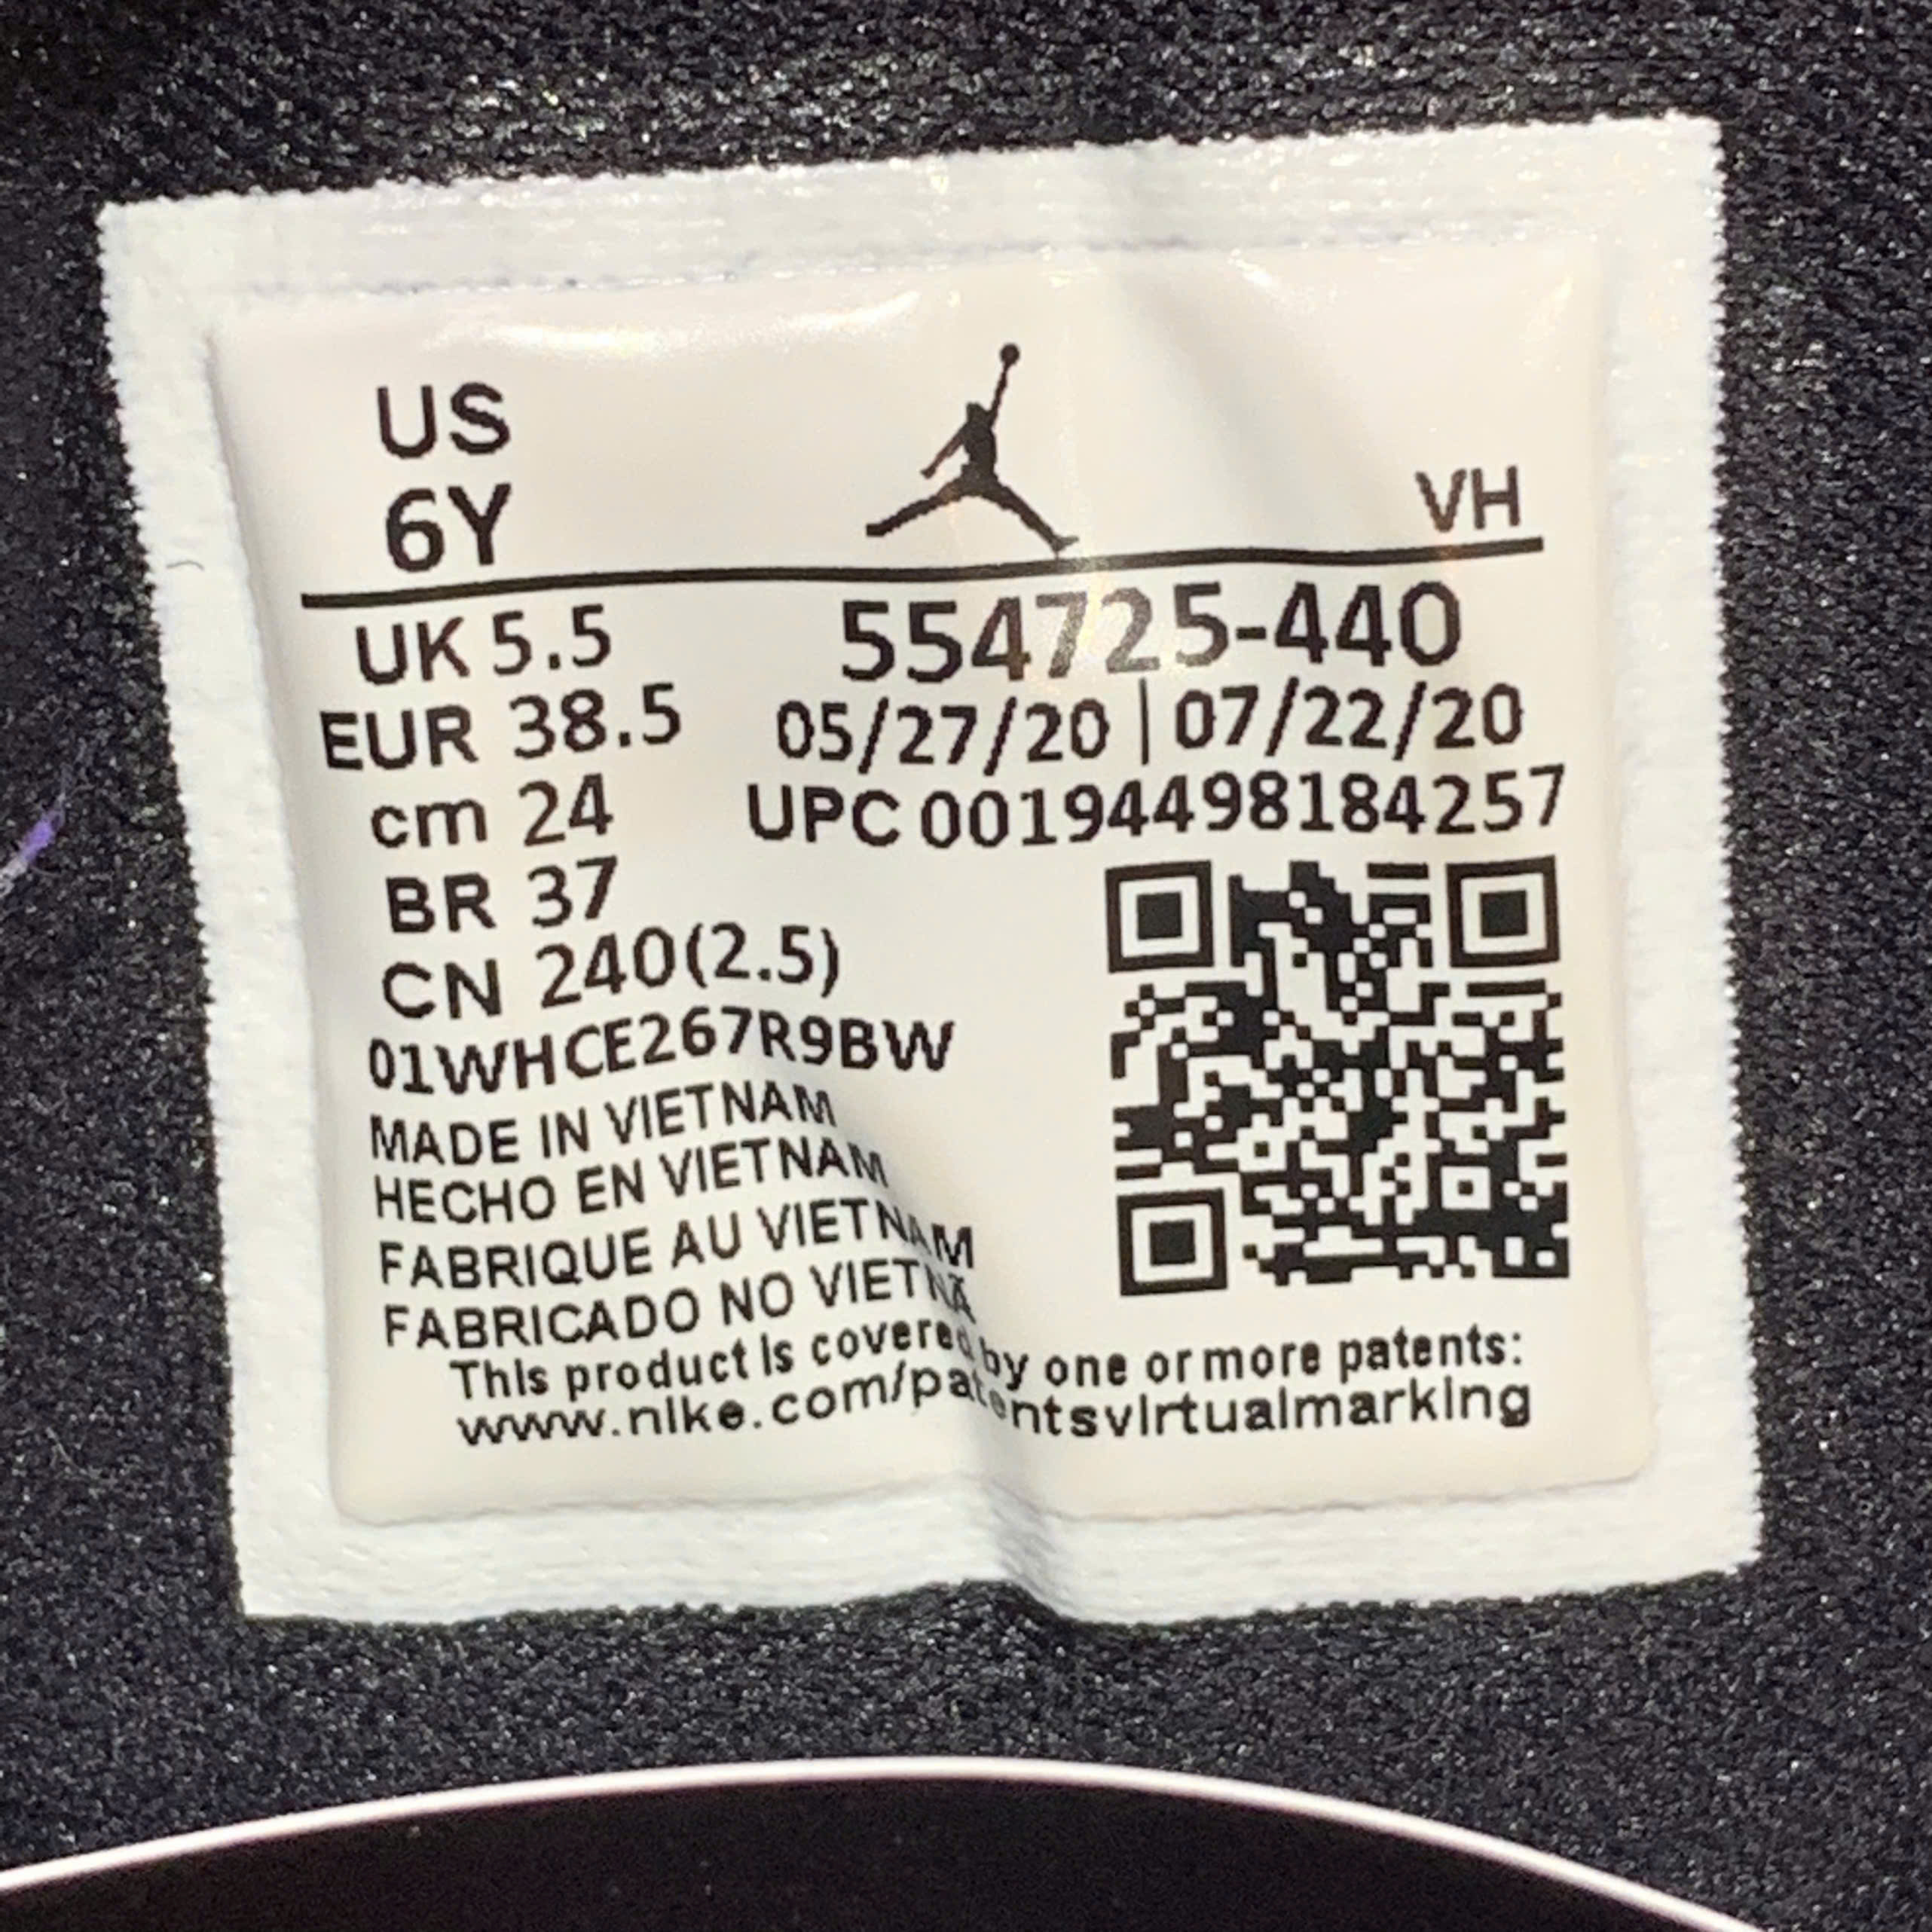 US
6Y
VH
UK 5.5
554725-440
EUR 38.5
05/27/20 | 07/22/20
cm 24
UPC 00194498184257
BR 37
CN 240(2.5)
01WHCE267R9BW
MADE IN VIETNAM
HECHO EN VIETNAM
FABRIQUE AU VIETNAM
FABRICADO NO VIETNÃ
This product is covered by one or more patents:
www.nike.com/patentsvirtualmarking